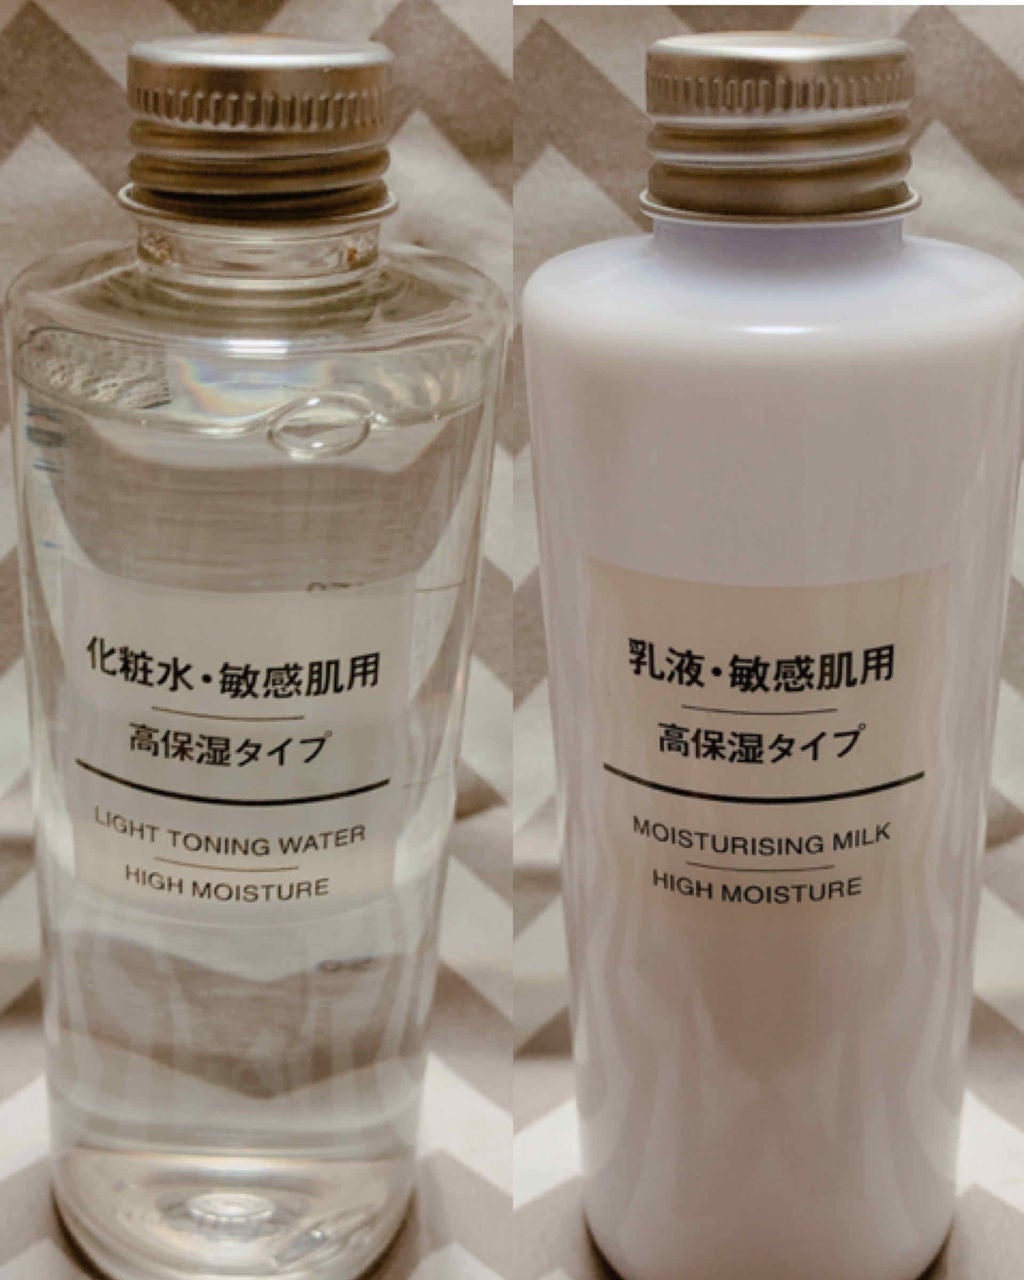 化粧水・敏感肌用
高保湿タイプ
LIGHT TONING WATER
HIGH MOISTURE
乳液・敏感肌用
高保湿タイプ
MOISTURISING MILK
HIGH MOISTURE